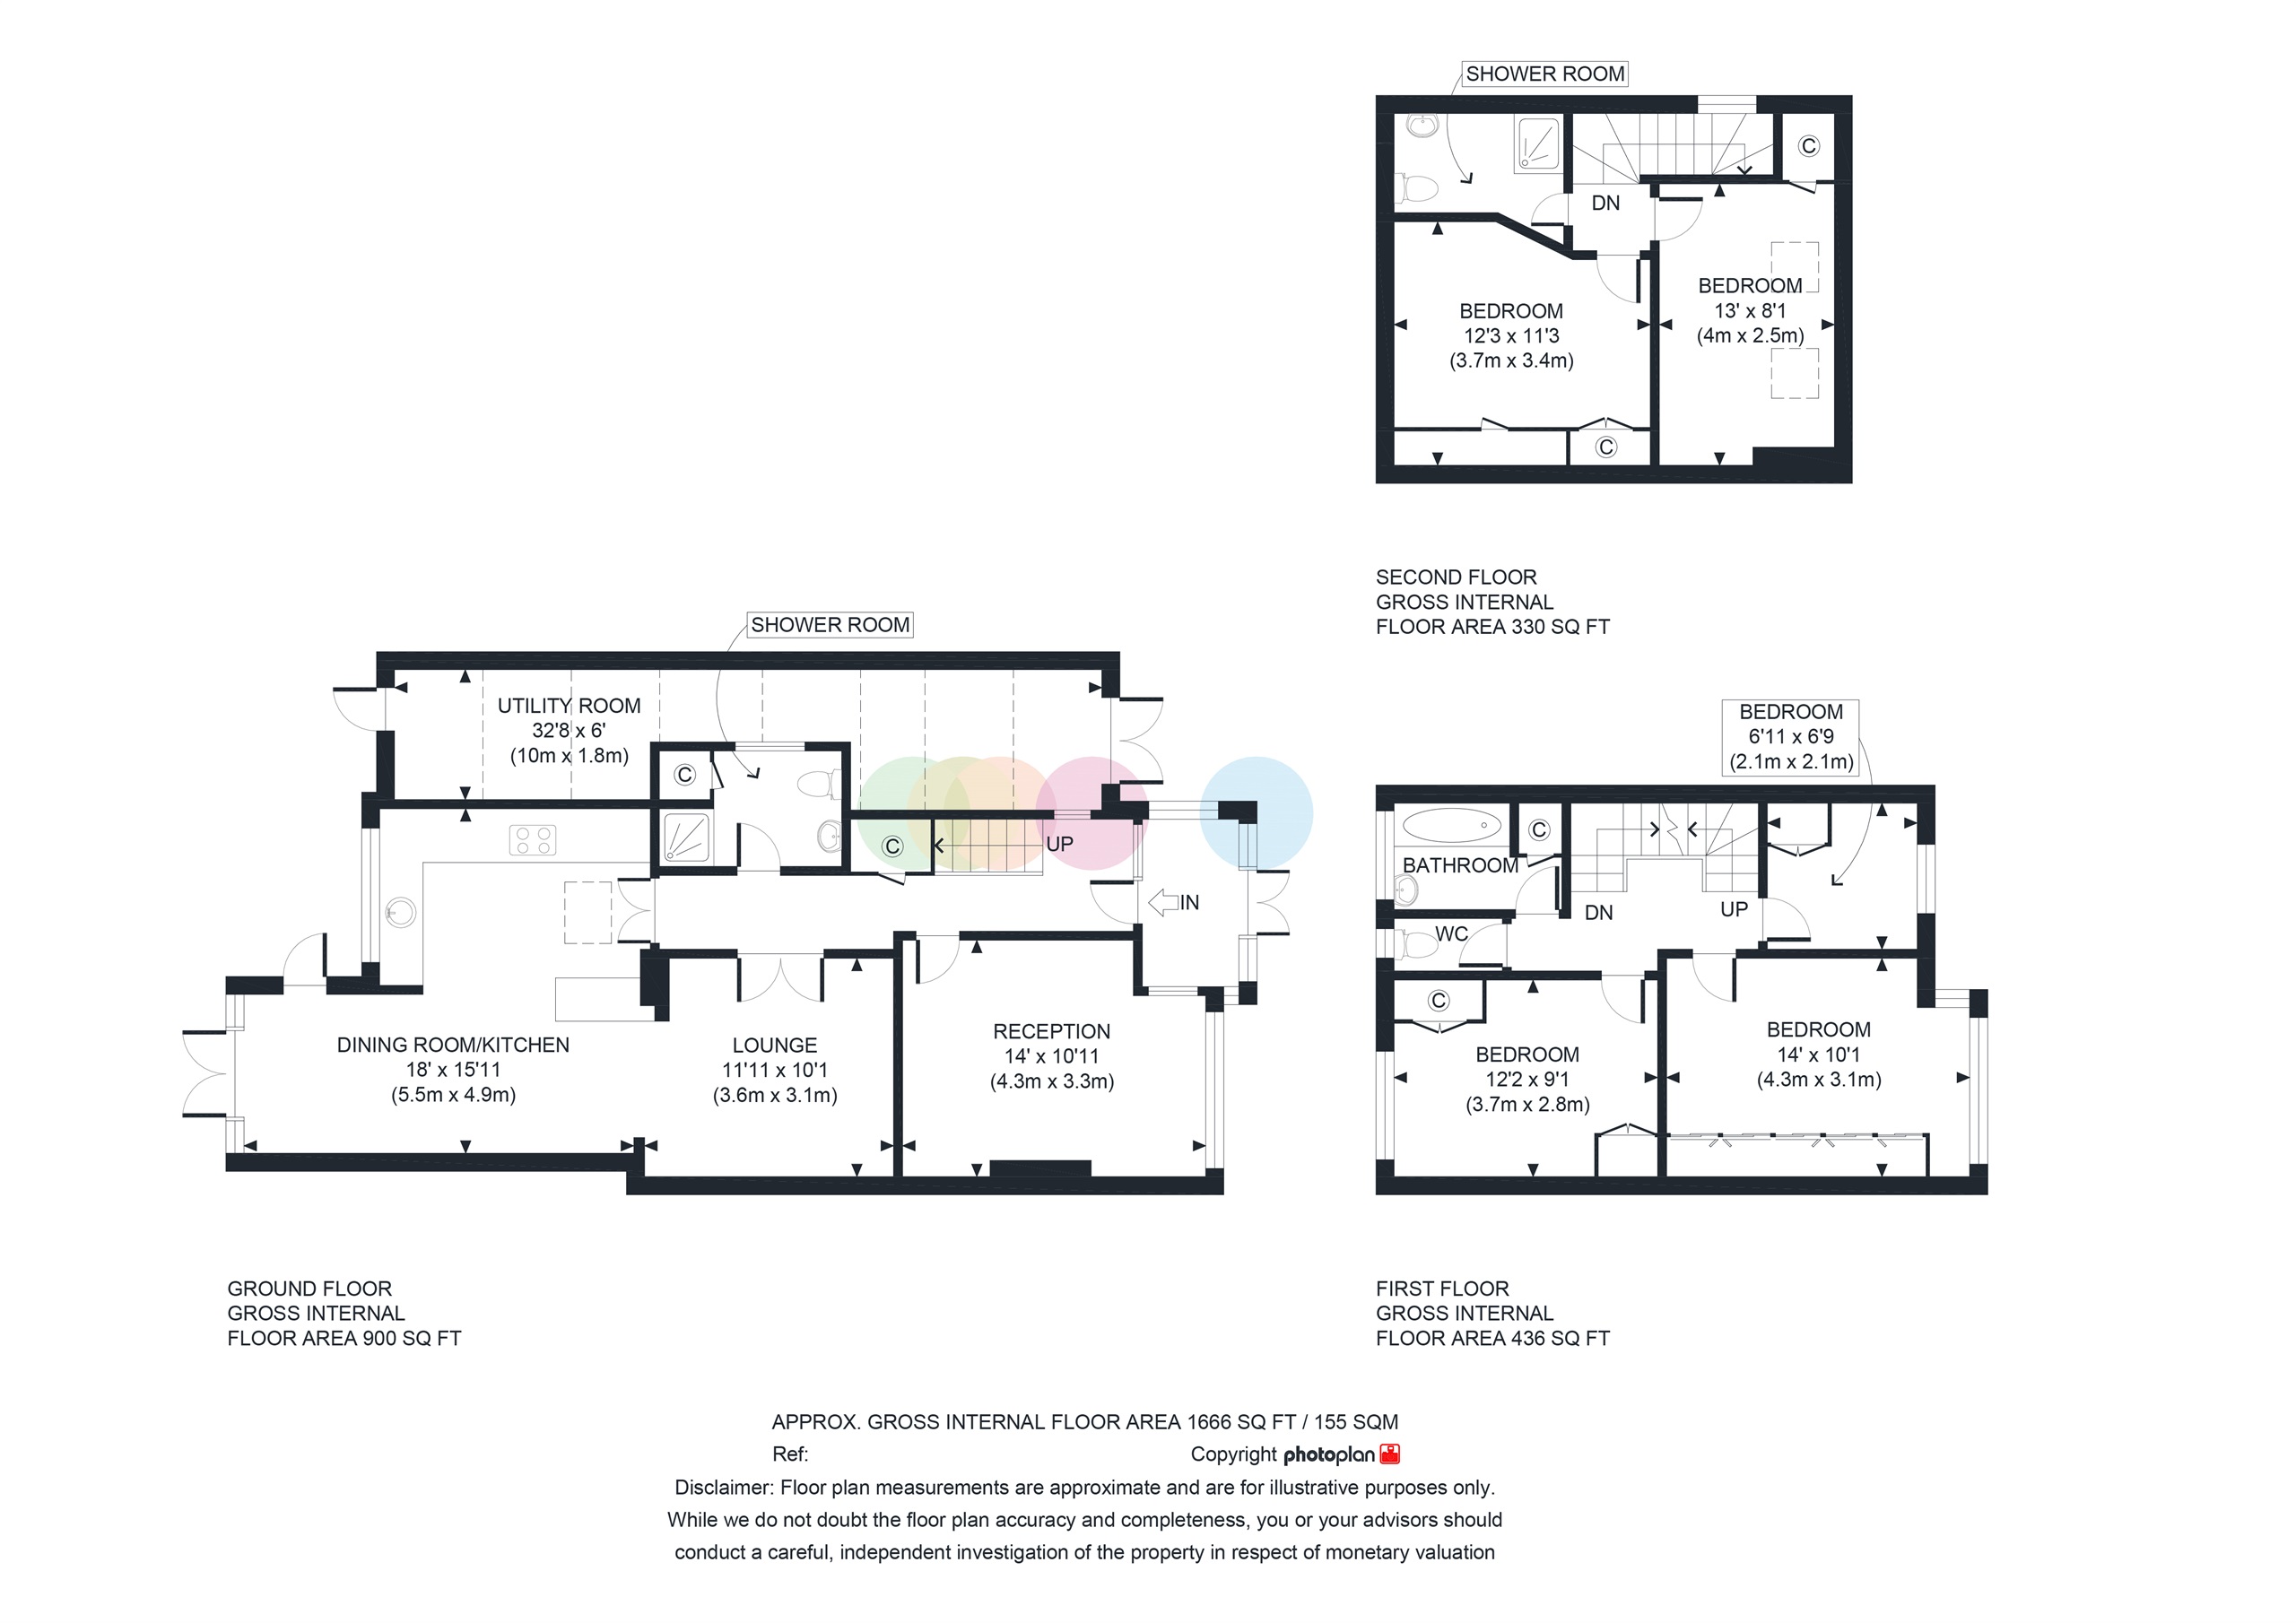 SHOWER ROOM
C
DN
BEDROOM
13' x 8'1
(4m x 2.5m)
BEDROOM
12'3 x 11'3
(3.7m x 3.4m)
C
SECOND FLOOR
GROSS INTERNAL
FLOOR AREA 330 SQ FT
SHOWER ROOM
UTILITY ROOM
32'8 x 6'
(10m x 1.8m)
C
C
UP
IN
DINING ROOM/KITCHEN
18' x 15'11
(5.5m x 4.9m)
LOUNGE
11'11 x 10'1
(3.6m x 3.1m)
RECEPTION
14' x 10'11
(4.3m x 3.3m)
GROUND FLOOR
GROSS INTERNAL
FLOOR AREA 900 SQ FT
BEDROOM
6'11 x 6'9
(2.1m x 2.1m)
C
BATHROOM
DN
UP
WC
C
BEDROOM
12'2 x 9'1
(3.7m x 2.8m)
BEDROOM
14' x 10'1
(4.3m x 3.1m)
FIRST FLOOR
GROSS INTERNAL
FLOOR AREA 436 SQ FT
APPROX. GROSS INTERNAL FLOOR AREA 1666 SQ FT / 155 SQM
Ref: Copyright photoplan
Disclaimer: Floor plan measurements are approximate and are for illustrative purposes only.
While we do not doubt the floor plan accuracy and completeness, you or your advisors should
conduct a careful, independent investigation of the property in respect of monetary valuation